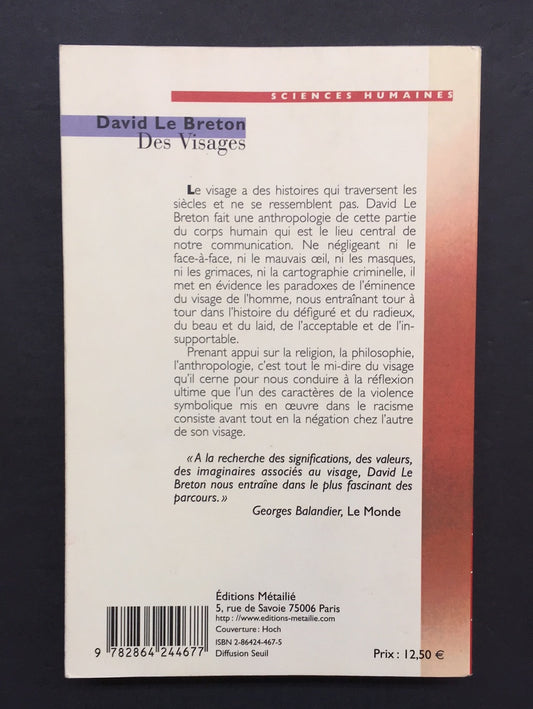 SCIENCES HUMAINES
David Le Breton
Des Visages
Le visage a des histoires qui traversent les
siècles et ne se ressemblent pas. David Le
Breton fait une anthropologie de cette partie
du corps humain qui est le lieu central de
notre communication. Ne négligeant ni le
face-à-face, ni le mauvais œil, ni les masques,
ni les grimaces, ni la cartographie criminelle, il
met en évidence les paradoxes de l'éminence
du visage de l'homme, nous entraînant tour à
tour dans l'histoire du défiguré et du radieux,
du beau et du laid, de l'acceptable et de l'in-
supportable.
Prenant appui sur la religion, la philosophie,
l'anthropologie, c'est tout le mi-dire du visage
qu'il cerne pour nous conduire à la réflexion
ultime que l'un des caractères de la violence
symbolique mis en œuvre dans le racisme
consiste avant tout en la négation chez l'autre
de son visage.
« A la recherche des significations, des valeurs,
des imaginaires associés au visage, David Le
Breton nous entraîne dans le plus fascinant des
parcours. »
Georges Balandier, Le Monde
Éditions Métailié
5, rue de Savoie 75006 Paris
http : //www.editions-metailie.com
Couverture : Hoch
ISBN 2-86424-467-5
Diffusion Seuil
9 782864 244677
Prix : 12,50 €